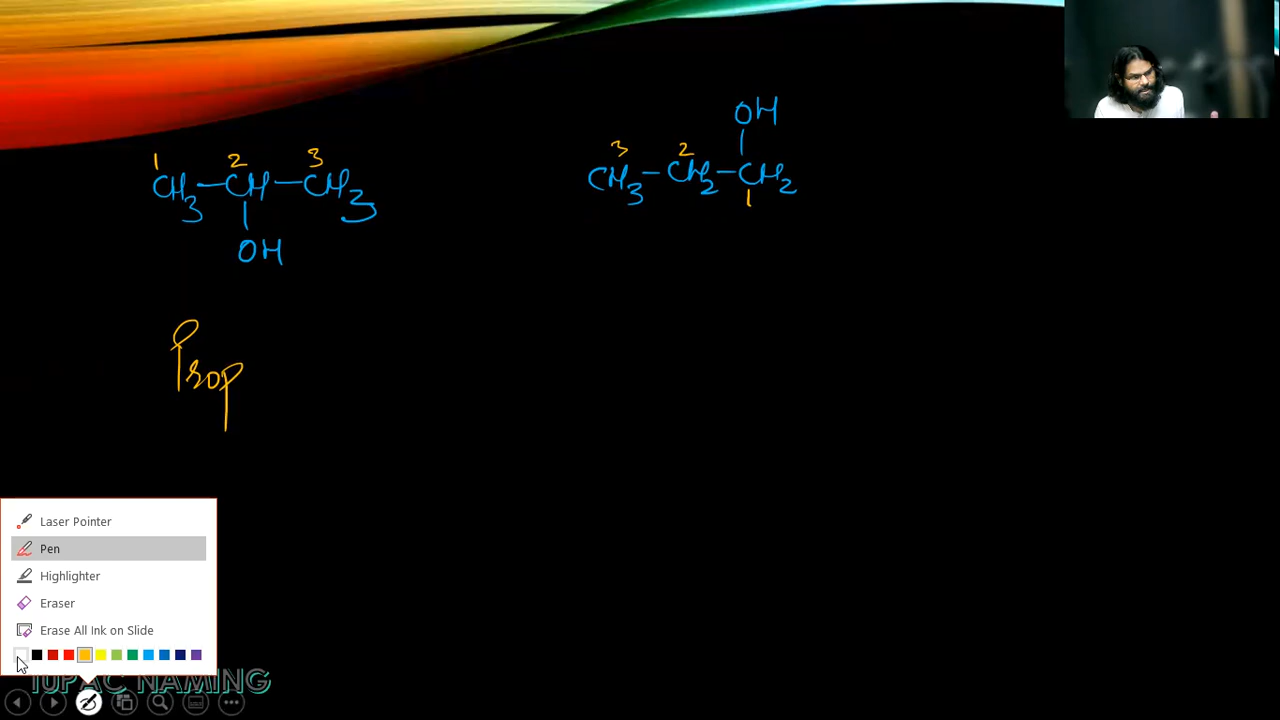 OH
1 2 3
3 2
CH3-CH-CH3
CH3-CH2-CH2
1
OH
Prop
Laser Pointer
Pen
Highlighter
Eraser
Erase All Ink on Slide
IUPAC NAMING